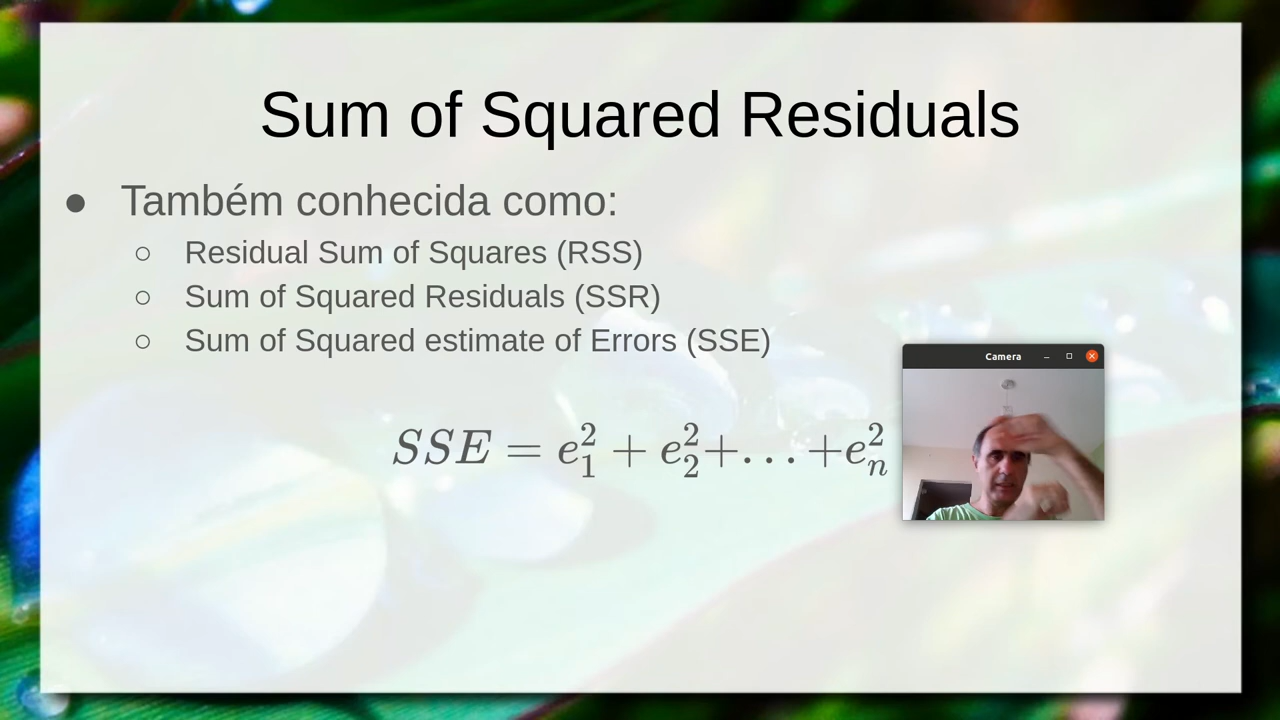 Sum of Squared Residuals
● Também conhecida como:
○ Residual Sum of Squares (RSS)
○ Sum of Squared Residuals (SSR)
○ Sum of Squared estimate of Errors (SSE)
Camera
$SSE = e_1^2 + e_2^2 + \ldots + e_n^2$